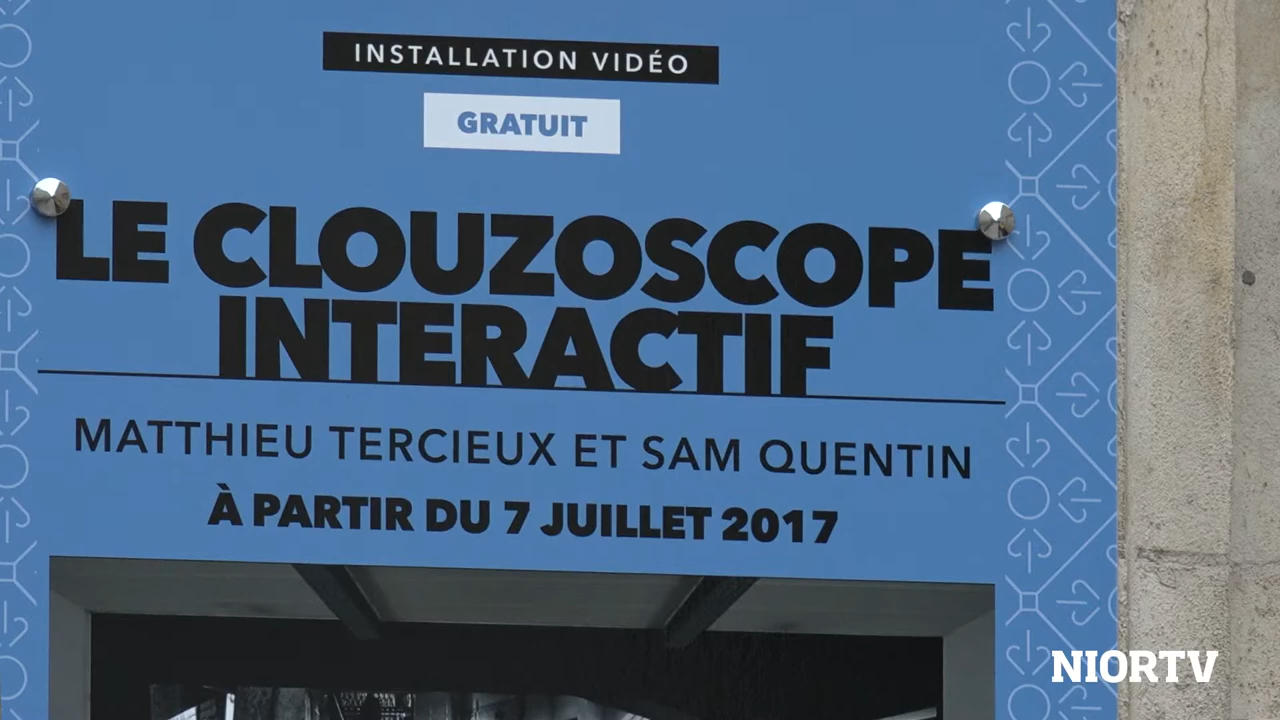 INSTALLATION VIDÉO
GRATUIT
LE CLOUZOSCOPE
INTERACTIF
MATTHIEU TERCIEUX ET SAM QUENTIN
À PARTIR DU 7 JUILLET 2017
NIORTV